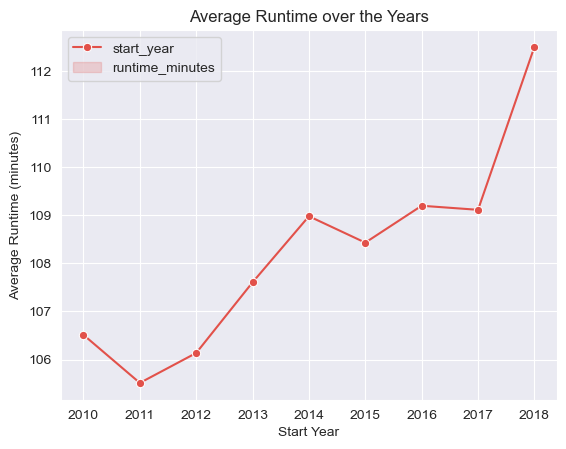 Average Runtime over the Years
start_year
runtime_minutes
112
111
110
109
108
107
106
Average Runtime (minutes)
2010 2011 2012 2013 2014 2015 2016 2017 2018
Start Year